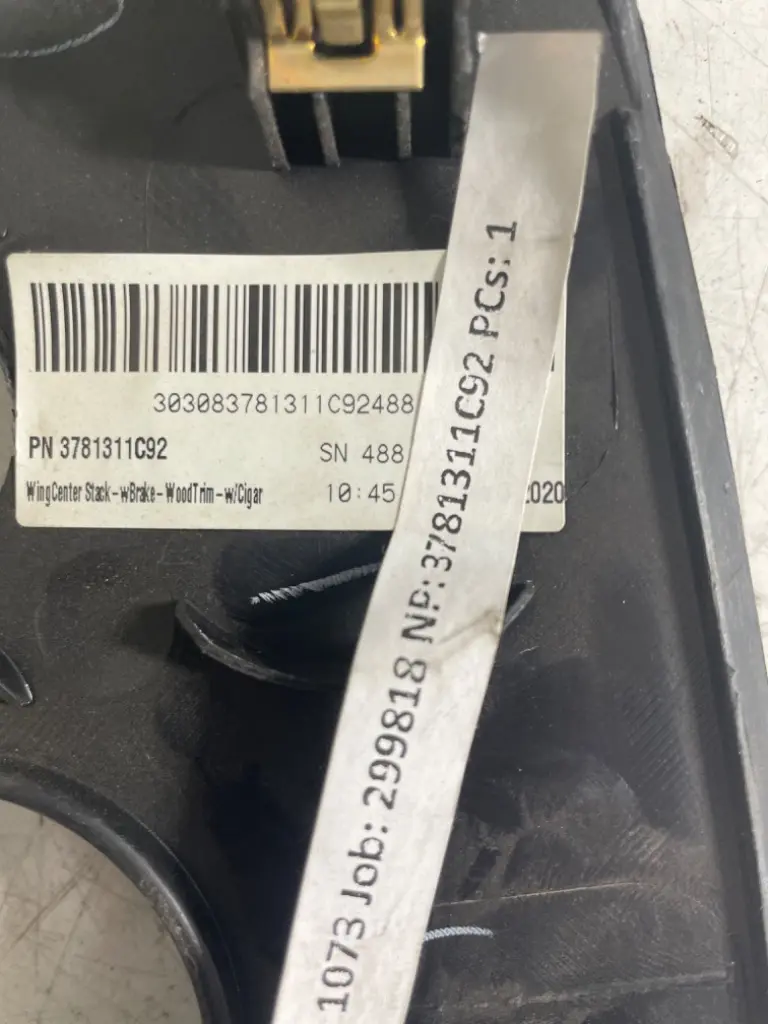 303083781311C92488
PN 3781311C92
SN 488
WingCenter Stack-wBrake-WoodTrim-w/Cigar
10:45
2020
1073 Job: 299818 NP:3781311C92 PCs: 1